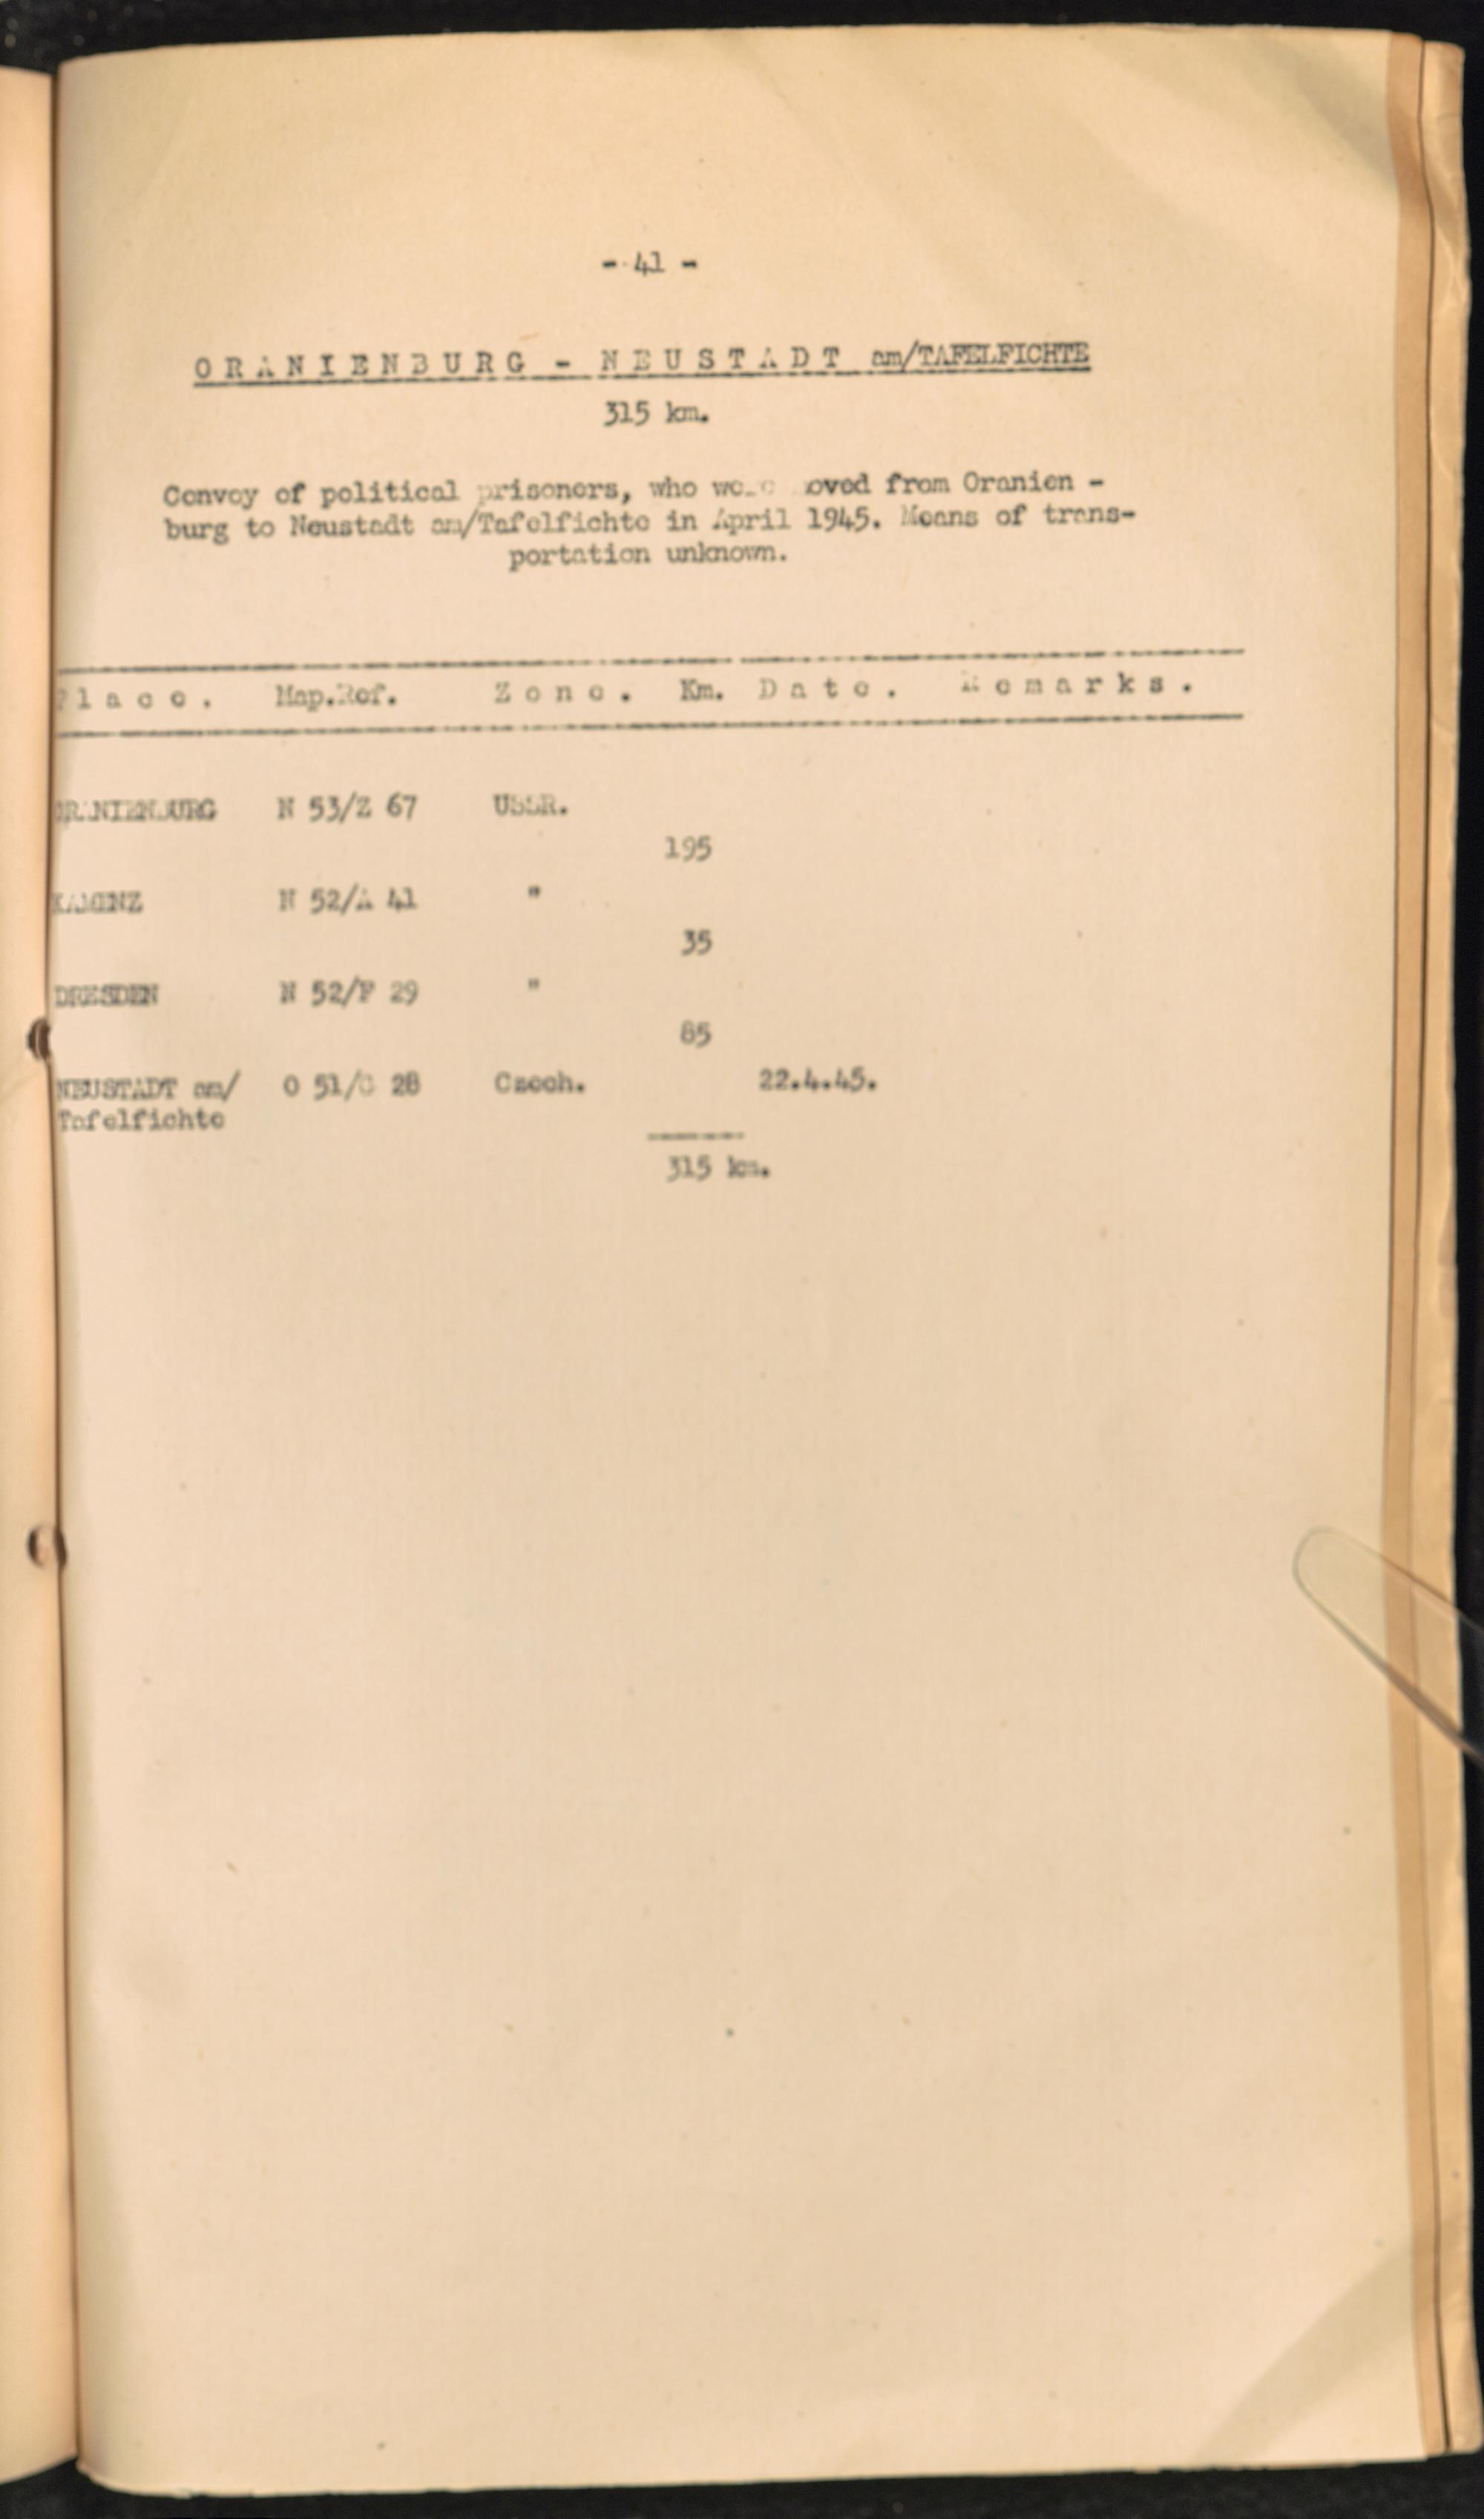 - 41 -
ORANIENBURG - NEUSTADT am/TAFELFICHTE
315 km.
Convoy of political prisoners, who were moved from Oranien -
burg to Neustadt am/Tafelfichte in April 1945. Means of trans-
portation unknown.
Place. Map.Ref. Zone. Km. Date. Remarks.
ORANIENBURG N 53/Z 67 USSR.
195
KAMENZ N 52/A 41 "
35
DRESDEN N 52/F 29 "
85
NEUSTADT am/ O 51/G 28 Czech. 22.4.45.
Tafelfichte
315 km.